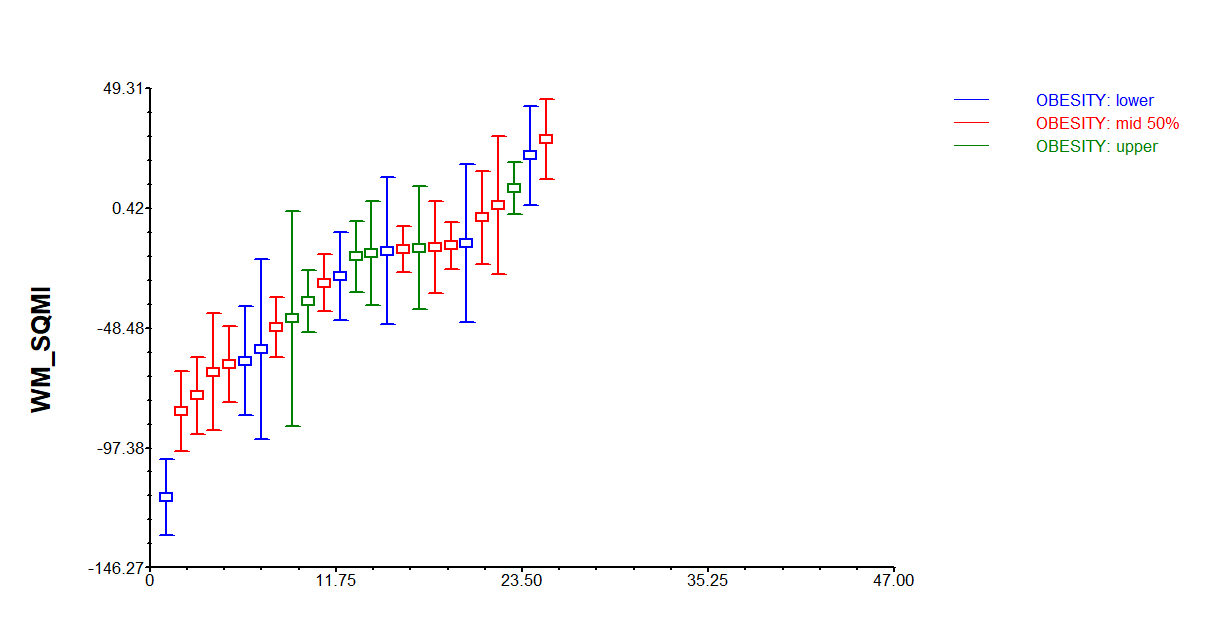 49.31
0.42
-48.48
-97.38
-146.27
WM_SQMI
0 11.75 23.50 35.25 47.00
OBESITY: lower
OBESITY: mid 50%
OBESITY: upper